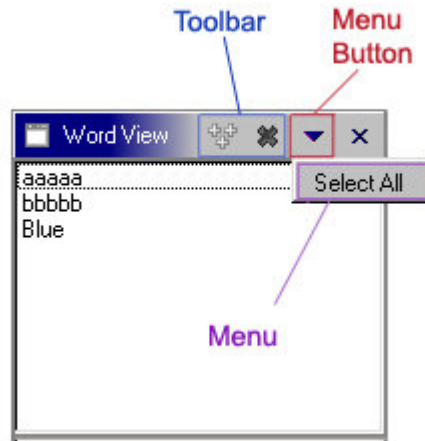 Toolbar
Menu
Button
Word View
aaaaa
Select All
bbbbb
Blue
Menu